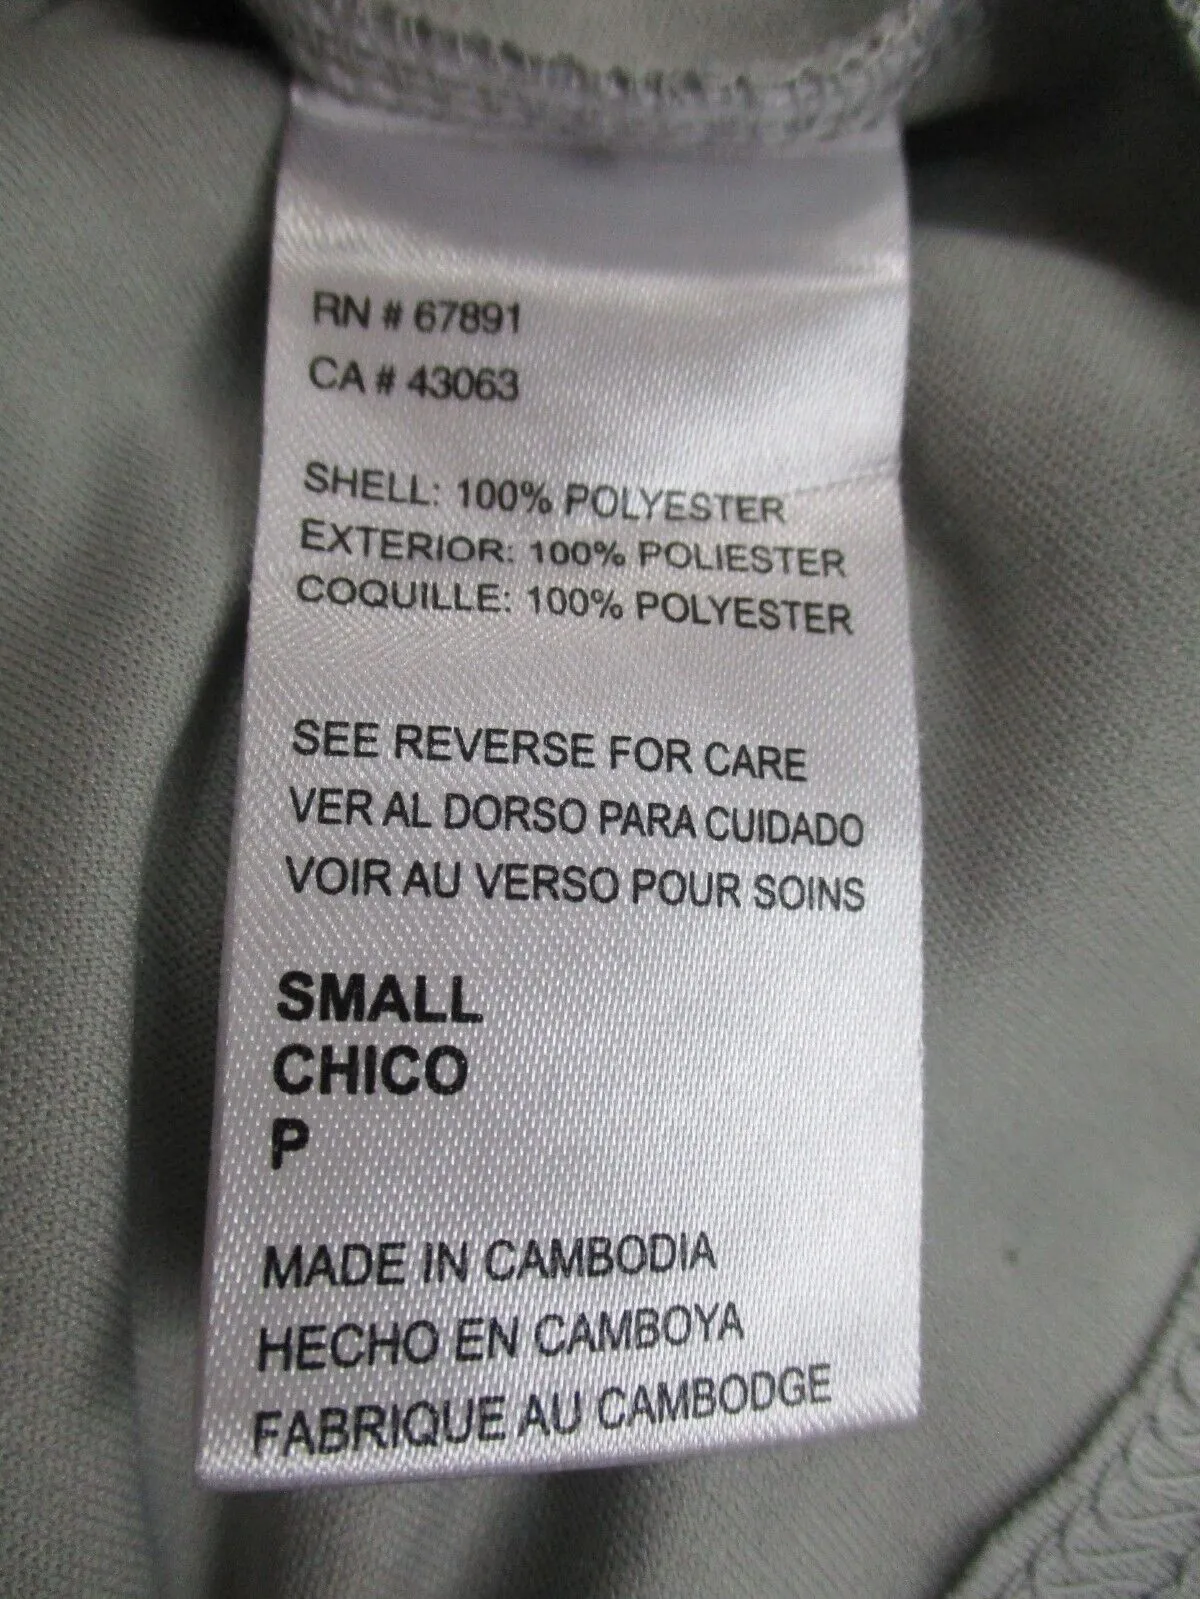 RN # 67891
CA # 43063
SHELL: 100% POLYESTER
EXTERIOR: 100% POLIESTER
COQUILLE: 100% POLYESTER
SEE REVERSE FOR CARE
VER AL DORSO PARA CUIDADO
VOIR AU VERSO POUR SOINS
SMALL
CHICO
P
MADE IN CAMBODIA
HECHO EN CAMBOYA
FABRIQUE AU CAMBODGE